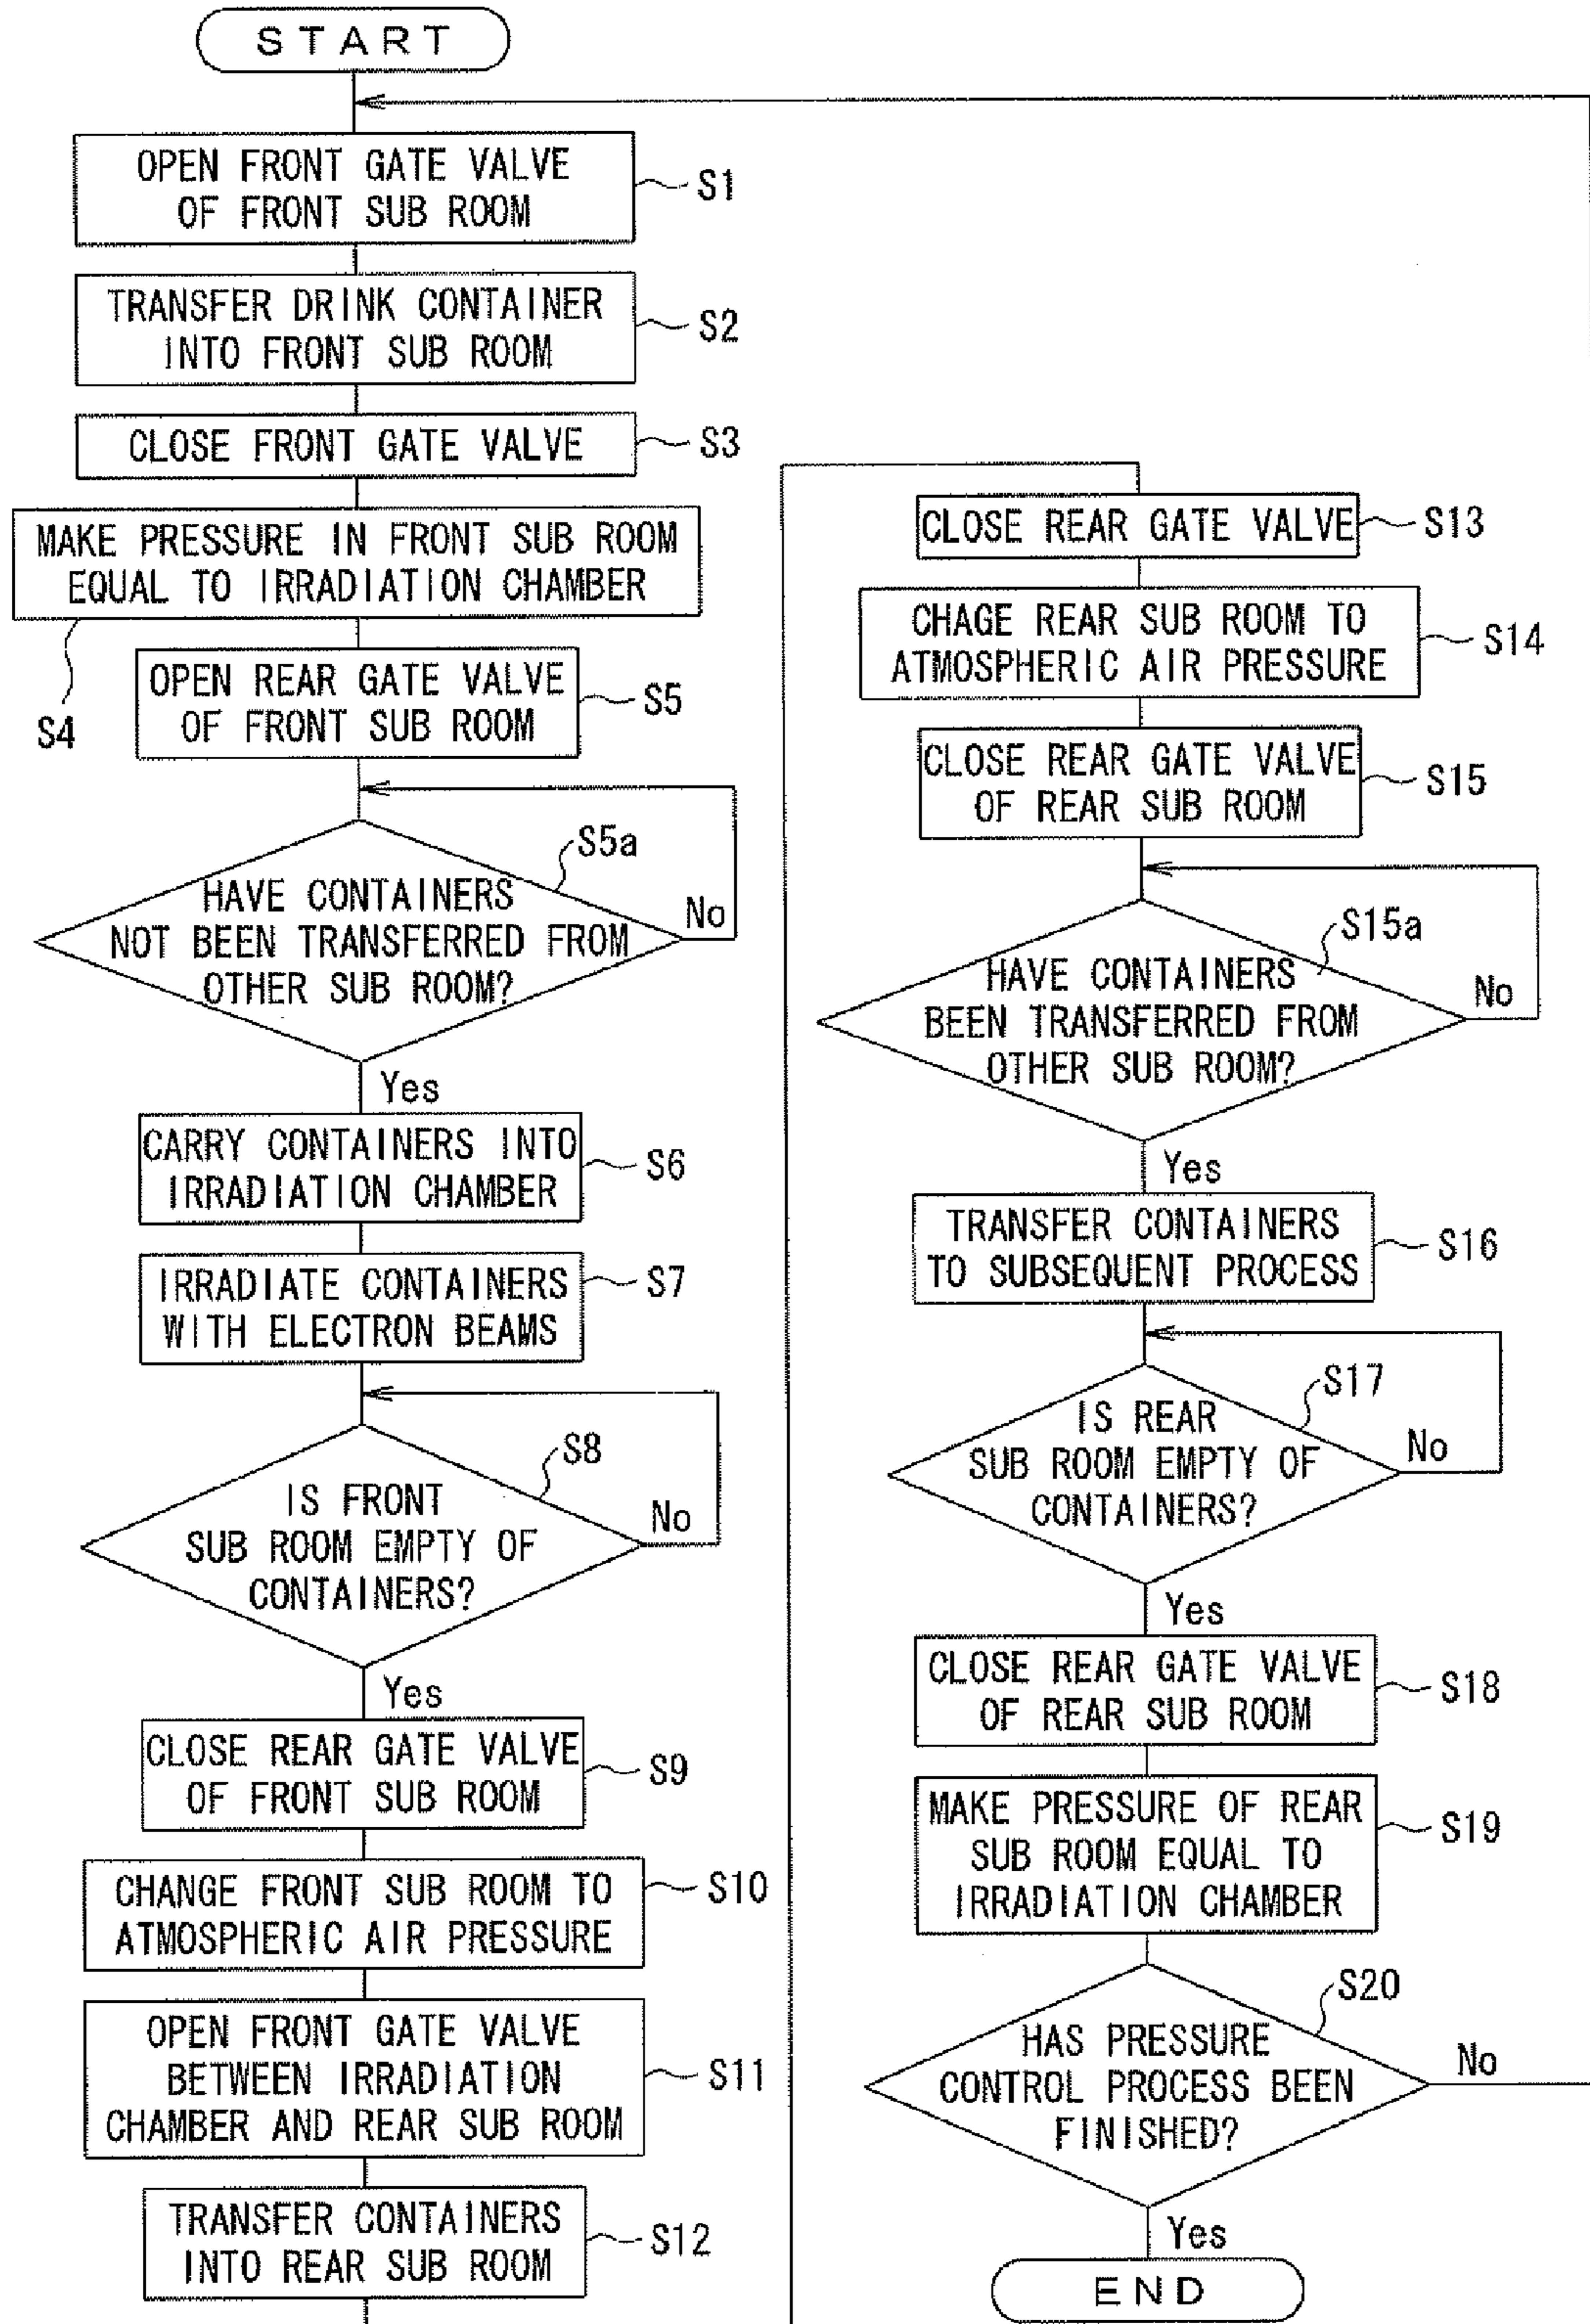 START
OPEN FRONT GATE VALVE
OF FRONT SUB ROOM
S1
TRANSFER DRINK CONTAINER
INTO FRONT SUB ROOM
S2
CLOSE FRONT GATE VALVE
S3
MAKE PRESSURE IN FRONT SUB ROOM
EQUAL TO IRRADIATION CHAMBER
S4
OPEN REAR GATE VALVE
OF FRONT SUB ROOM
S5
S5a
HAVE CONTAINERS
NOT BEEN TRANSFERRED FROM
OTHER SUB ROOM?
No
Yes
CARRY CONTAINERS INTO
IRRADIATION CHAMBER
S6
IRRADIATE CONTAINERS
WITH ELECTRON BEAMS
S7
S8
IS FRONT
SUB ROOM EMPTY OF
CONTAINERS?
No
Yes
CLOSE REAR GATE VALVE
OF FRONT SUB ROOM
S9
CHANGE FRONT SUB ROOM TO
ATMOSPHERIC AIR PRESSURE
S10
OPEN FRONT GATE VALVE
BETWEEN IRRADIATION
CHAMBER AND REAR SUB ROOM
S11
TRANSFER CONTAINERS
INTO REAR SUB ROOM
S12
CLOSE REAR GATE VALVE
S13
CHAGE REAR SUB ROOM TO
ATMOSPHERIC AIR PRESSURE
S14
CLOSE REAR GATE VALVE
OF REAR SUB ROOM
S15
S15a
HAVE CONTAINERS
BEEN TRANSFERRED FROM
OTHER SUB ROOM?
No
Yes
TRANSFER CONTAINERS
TO SUBSEQUENT PROCESS
S16
S17
IS REAR
SUB ROOM EMPTY OF
CONTAINERS?
No
Yes
CLOSE REAR GATE VALVE
OF REAR SUB ROOM
S18
MAKE PRESSURE OF REAR
SUB ROOM EQUAL TO
IRRADIATION CHAMBER
S19
S20
HAS PRESSURE
CONTROL PROCESS BEEN
FINISHED?
No
Yes
END